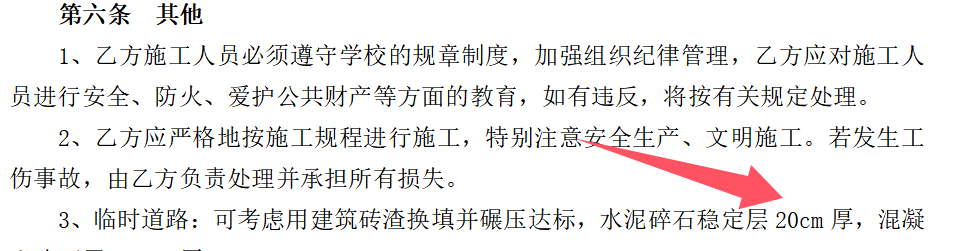 第六条　其他
1、乙方施工人员必须遵守学校的规章制度，加强组织纪律管理，乙方应对施工人
员进行安全、防火、爱护公共财产等方面的教育，如有违反，将按有关规定处理。
2、乙方应严格地按施工规程进行施工，特别注意安全生产、文明施工。若发生工
伤事故，由乙方负责处理并承担所有损失。
3、临时道路：可考虑用建筑砖渣换填并碾压达标，水泥碎石稳定层 20cm 厚，混凝